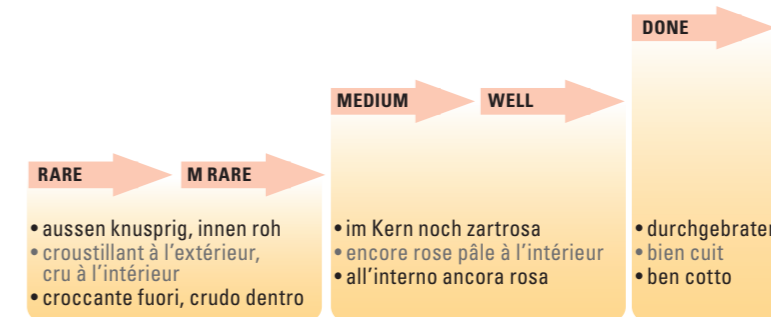 DONE
MEDIUM
WELL
RARE
M RARE
• aussen knusprig, innen roh
• croustillant à l'extérieur,
cru à l'intérieur
• croccante fuori, crudo dentro
• im Kern noch zartrosa
• encore rose pâle à l'intérieur
• all'interno ancora rosa
• durchgebraten
• bien cuit
• ben cotto